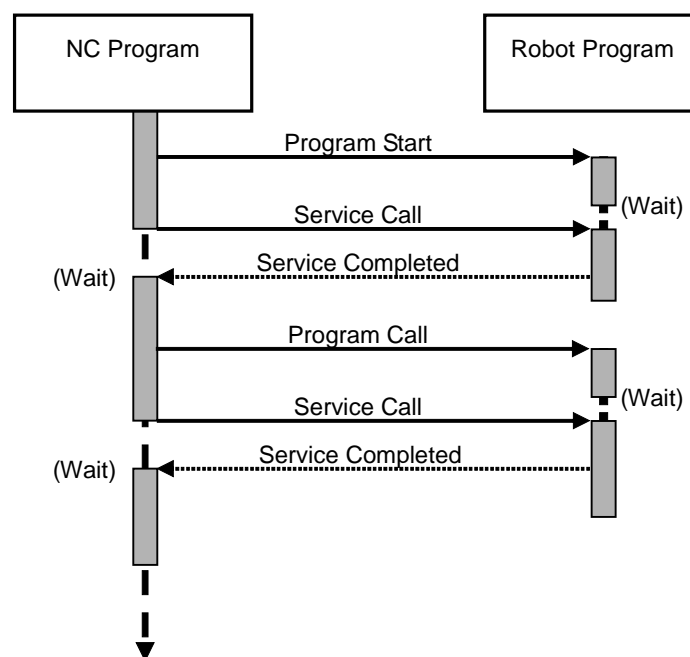 NC Program
Robot Program
Program Start
(Wait)
Service Call
Service Completed
(Wait)
Program Call
(Wait)
Service Call
Service Completed
(Wait)